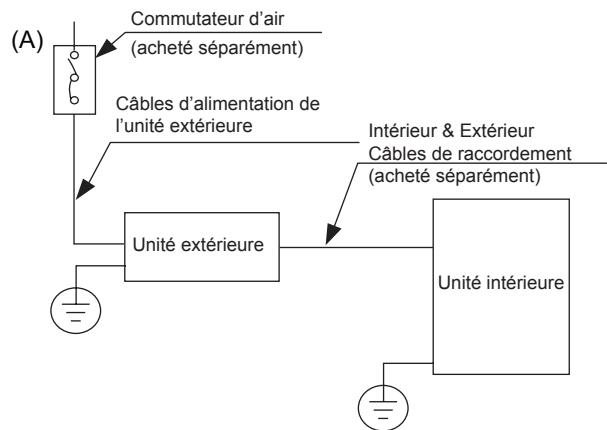 (A)
Commutateur d'air
(acheté séparément)
Câbles d'alimentation de
l'unité extérieure
Intérieur & Extérieur
Câbles de raccordement
(acheté séparément)
Unité extérieure
Unité intérieure